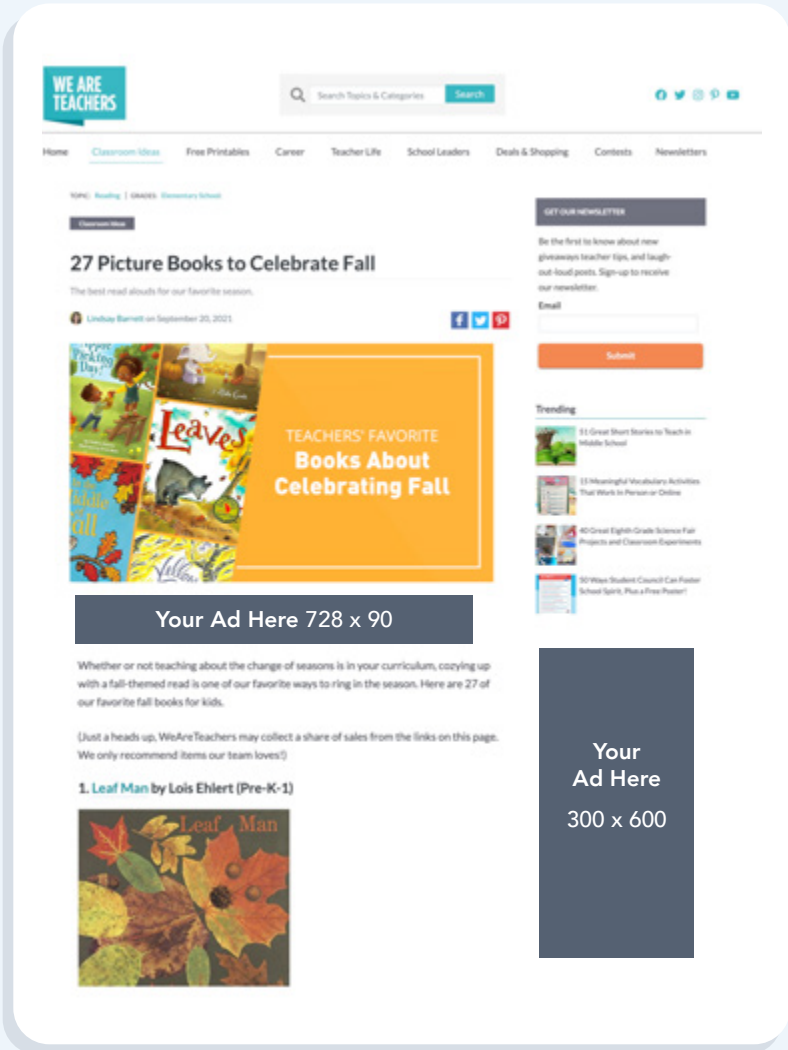 WE ARE
TEACHERS
Search Topics & Categories
Search
Home Classroom Ideas Free Printables Career Teacher Life School Leaders Deals & Shopping Contests Newsletters
TOPIC: Reading | GRADES: Elementary School
Classroom Ideas
27 Picture Books to Celebrate Fall
The best read alouds for our favorite season.
Lindsay Barrett on September 20, 2021
Picking
Day!
Leaves
Middle
fall
Yellow
TEACHERS' FAVORITE
Books About
Celebrating Fall
Your Ad Here 728 x 90
Whether or not teaching about the change of seasons is in your curriculum, cozying up
with a fall-themed read is one of our favorite ways to ring in the season. Here are 27 of
our favorite fall books for kids.
(Just a heads up, WeAreTeachers may collect a share of sales from the links on this page.
We only recommend items our team loves!)
1. Leaf Man by Lois Ehlert (Pre-K-1)
Leaf Man
GET OUR NEWSLETTER
Be the first to know about new
giveaways teacher tips, and laugh-
out-loud posts. Sign-up to receive
our newsletter.
Email
Submit
Trending
51 Great Short Stories to Teach in
Middle School
15 Meaningful Vocabulary Activities
That Work In Person or Online
40 Great Eighth Grade Science Fair
Projects and Classroom Experiments
50 Ways Student Council Can Foster
School Spirit, Plus a Free Poster!
Your
Ad Here
300 x 600